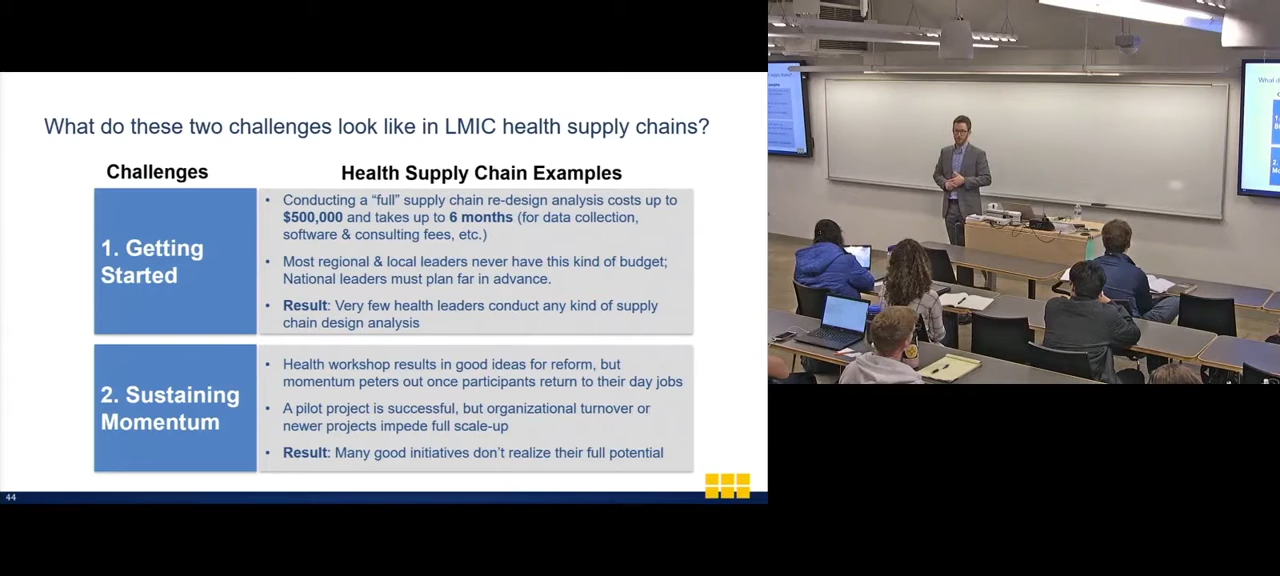 What do these two challenges look like in LMIC health supply chains?
Challenges
Health Supply Chain Examples
1. Getting
Started
• Conducting a “full” supply chain re-design analysis costs up to
$500,000 and takes up to 6 months (for data collection,
software & consulting fees, etc.)
• Most regional & local leaders never have this kind of budget;
National leaders must plan far in advance.
• Result: Very few health leaders conduct any kind of supply
chain design analysis
2. Sustaining
Momentum
• Health workshop results in good ideas for reform, but
momentum peters out once participants return to their day jobs
• A pilot project is successful, but organizational turnover or
newer projects impede full scale-up
• Result: Many good initiatives don’t realize their full potential
44
What d